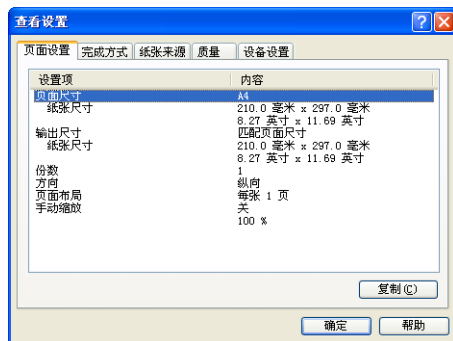 查看设置
页面设置 完成方式 纸张来源 质量 设备设置
设置项 内容
页面尺寸 A4
纸张尺寸 210.0 毫米 x 297.0 毫米
8.27 英寸 x 11.69 英寸
输出尺寸 匹配页面尺寸
纸张尺寸 210.0 毫米 x 297.0 毫米
8.27 英寸 x 11.69 英寸
份数 1
方向 纵向
页面布局 每张 1 页
手动缩放 关
100 %
复制(C)
确定 帮助